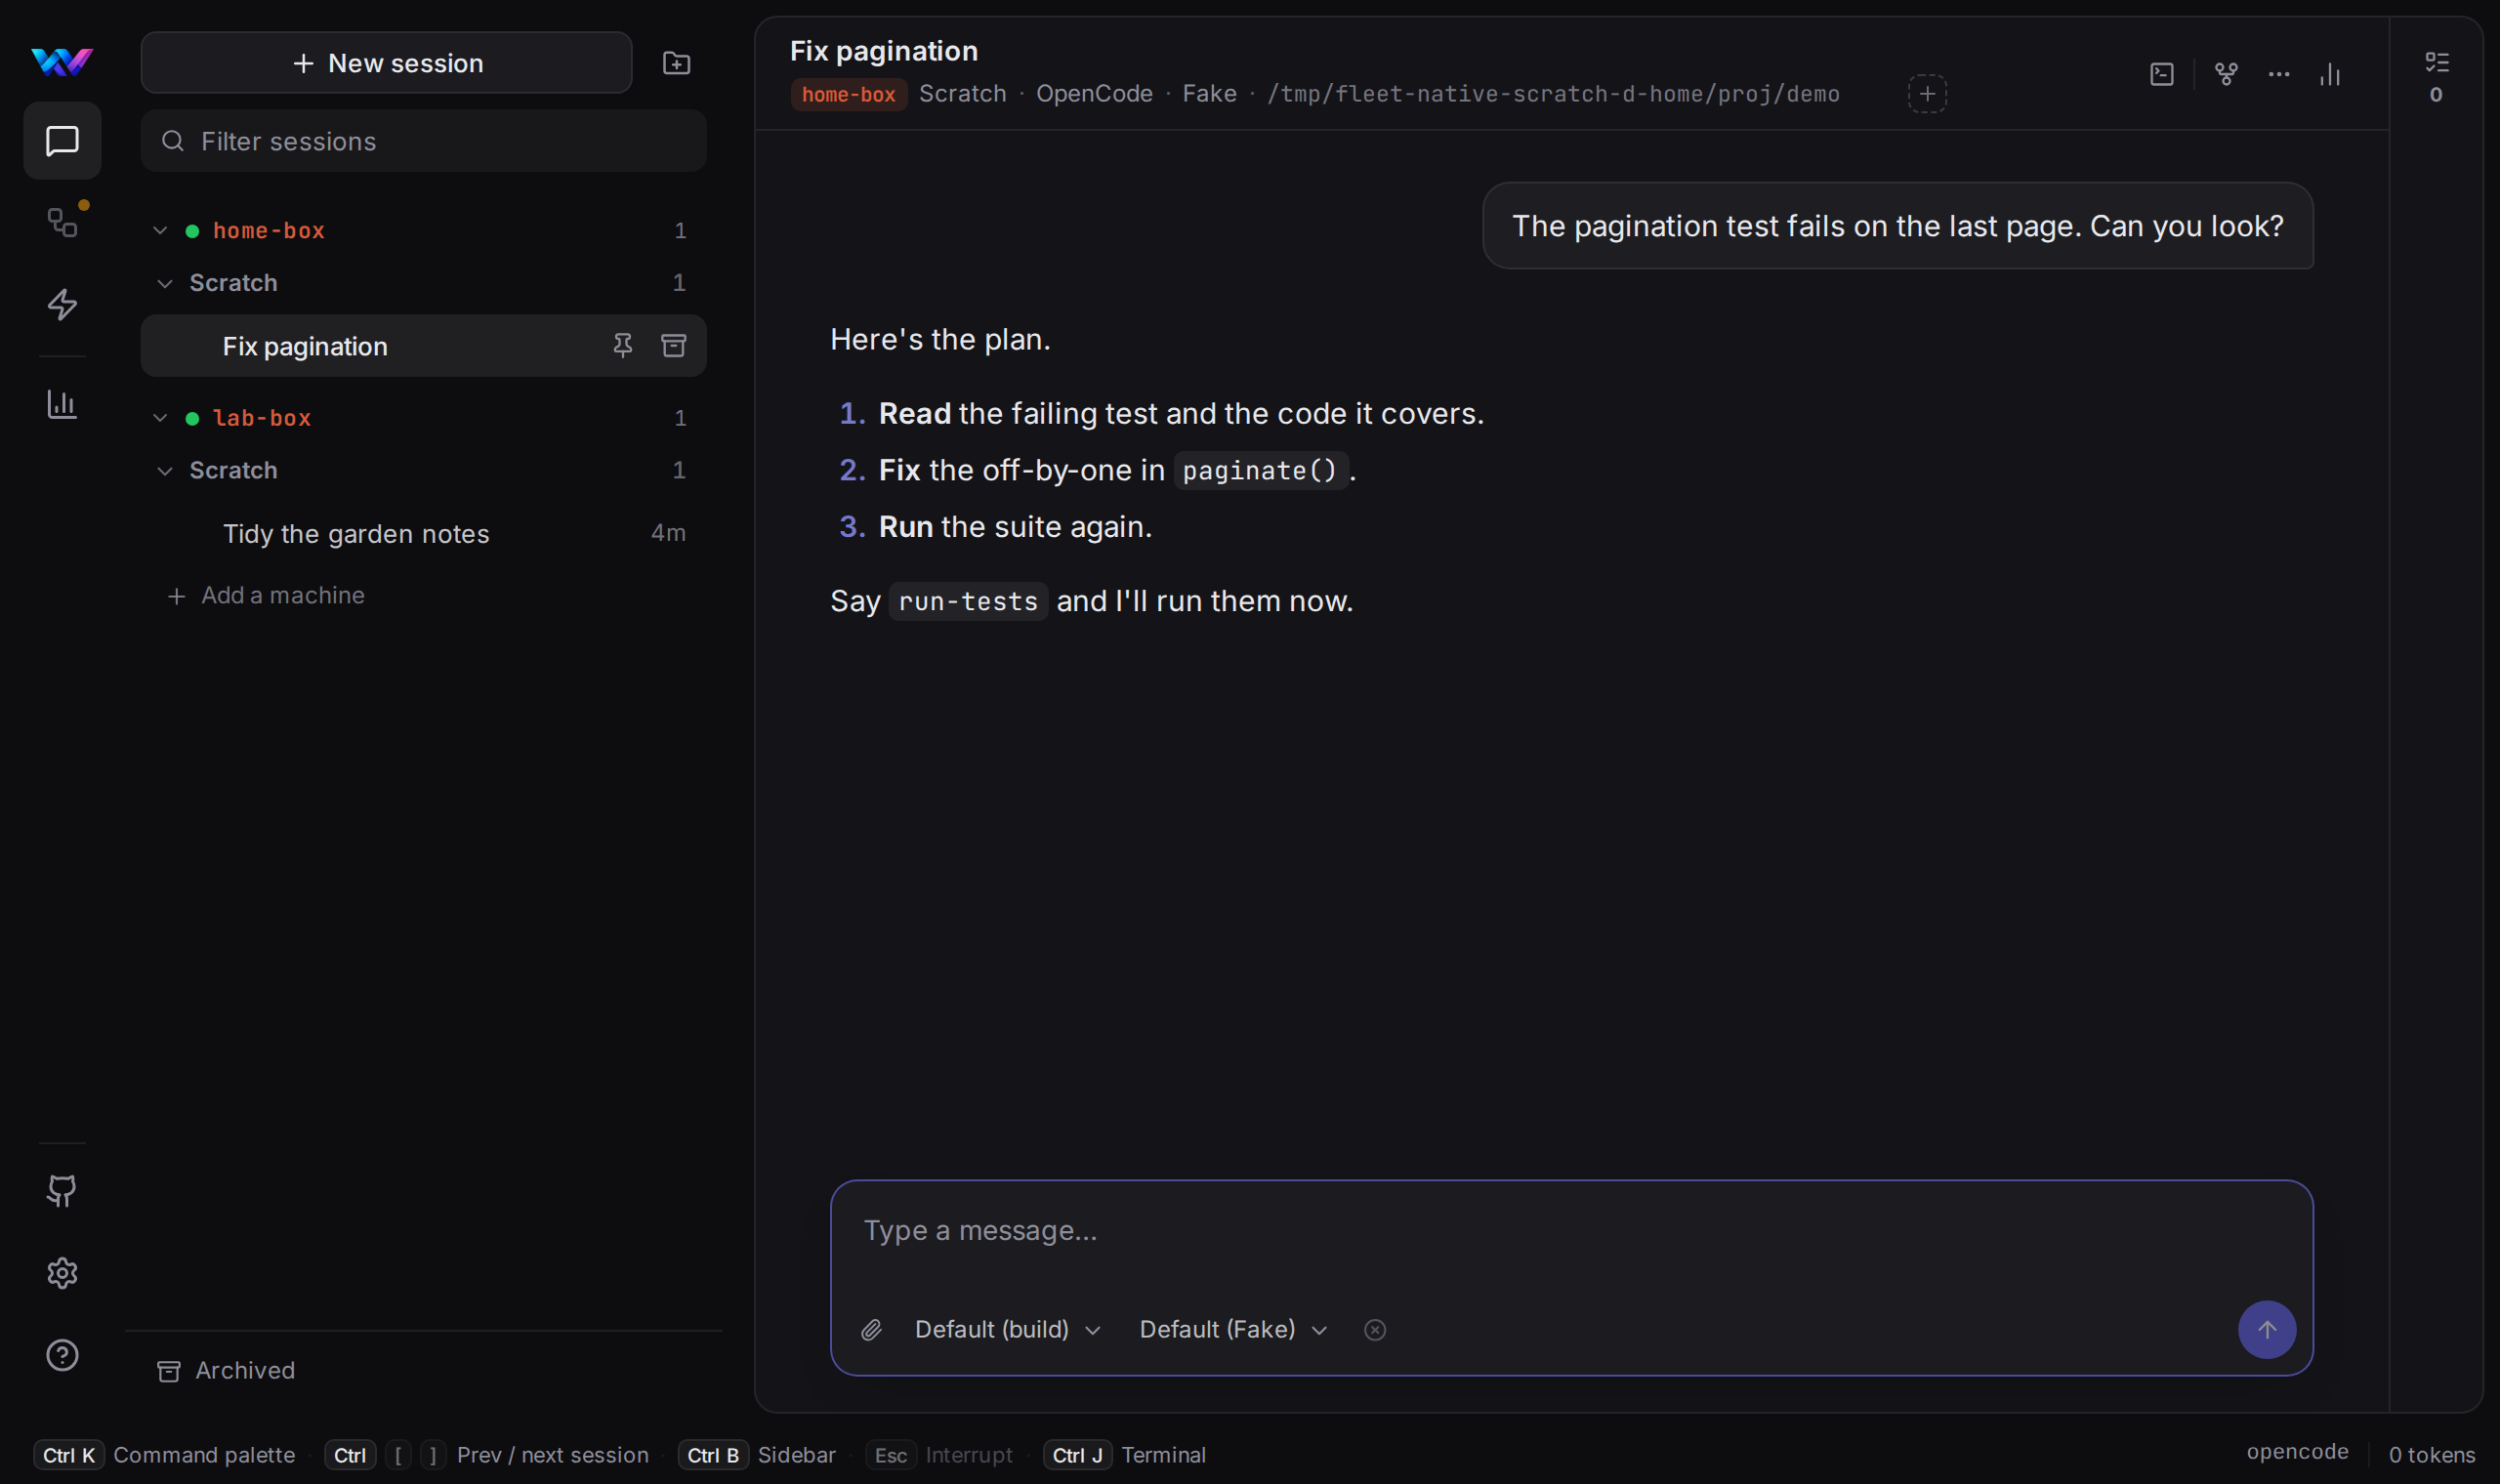 New session
Filter sessions
home-box 1
Scratch 1
Fix pagination
lab-box 1
Scratch 1
Tidy the garden notes 4m
Add a machine
Archived
Fix pagination
home-box Scratch · OpenCode · Fake · /tmp/fleet-native-scratch-d-home/proj/demo
0
The pagination test fails on the last page. Can you look?
Here's the plan.
1. Read the failing test and the code it covers.
2. Fix the off-by-one in paginate().
3. Run the suite again.
Say run-tests and I'll run them now.
Type a message...
Default (build) Default (Fake)
Ctrl K Command palette · Ctrl [ ] Prev / next session · Ctrl B Sidebar · Esc Interrupt · Ctrl J Terminal
opencode 0 tokens